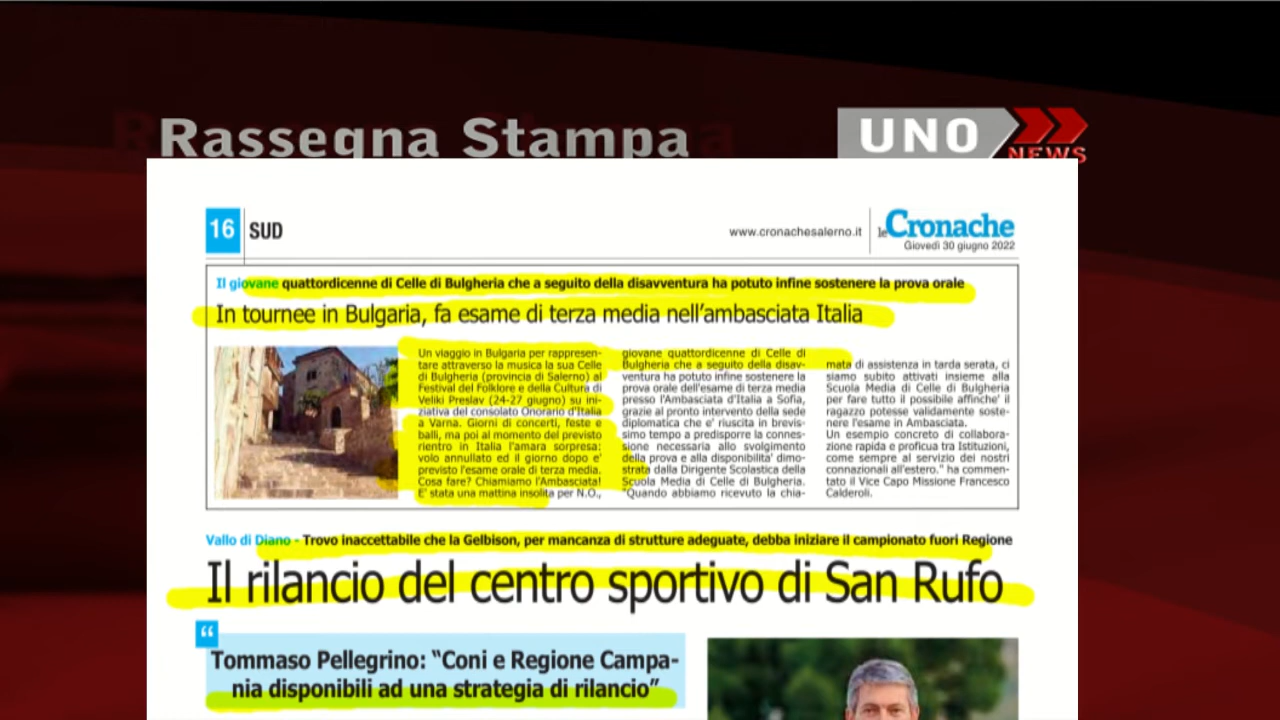 Rassegna Stampa
UNO
NEWS
16
SUD
www.cronachesalerno.it
leCronache
Giovedì 30 giugno 2022
Il giovane quattordicenne di Celle di Bulgheria che a seguito della disavventura ha potuto infine sostenere la prova orale
In tournee in Bulgaria, fa esame di terza media nell'ambasciata Italia
Un viaggio in Bulgaria per rappresen-
tare attraverso la musica la sua Celle
di Bulgheria (provincia di Salerno) al
Festival del Folklore e della Cultura di
Veliki Preslav (24-27 giugno) su ini-
ziativa del consolato Onorario d'Italia
a Varna. Giorni di concerti, feste e
balli, ma poi al momento del previsto
rientro in Italia l'amara sorpresa:
volo annullato ed il giorno dopo e'
previsto l'esame orale di terza media.
Cosa fare? Chiamiamo l'Ambasciata!
E' stata una mattina insolita per N.O.,
giovane quattordicenne di Celle di
Bulgheria che a seguito della disav-
ventura ha potuto infine sostenere la
prova orale dell'esame di terza media
presso l'Ambasciata d'Italia a Sofia,
grazie al pronto intervento della sede
diplomatica che e' riuscita in brevis-
simo tempo a predisporre la connes-
sione necessaria allo svolgimento
della prova e alla disponibilita' dimo-
strata dalla Dirigente Scolastica della
Scuola Media di Celle di Bulgheria.
"Quando abbiamo ricevuto la chia-
mata di assistenza in tarda serata, ci
siamo subito attivati insieme alla
Scuola Media di Celle di Bulgheria
per fare tutto il possibile affinche' il
ragazzo potesse validamente soste-
nere l'esame in Ambasciata.
Un esempio concreto di collabora-
zione rapida e proficua tra Istituzioni,
come sempre al servizio dei nostri
connazionali all'estero." ha commen-
tato il Vice Capo Missione Francesco
Calderoli.
Vallo di Diano - Trovo inaccettabile che la Gelbison, per mancanza di strutture adeguate, debba iniziare il campionato fuori Regione
Il rilancio del centro sportivo di San Rufo
“
Tommaso Pellegrino: “Coni e Regione Campa-
nia disponibili ad una strategia di rilancio”